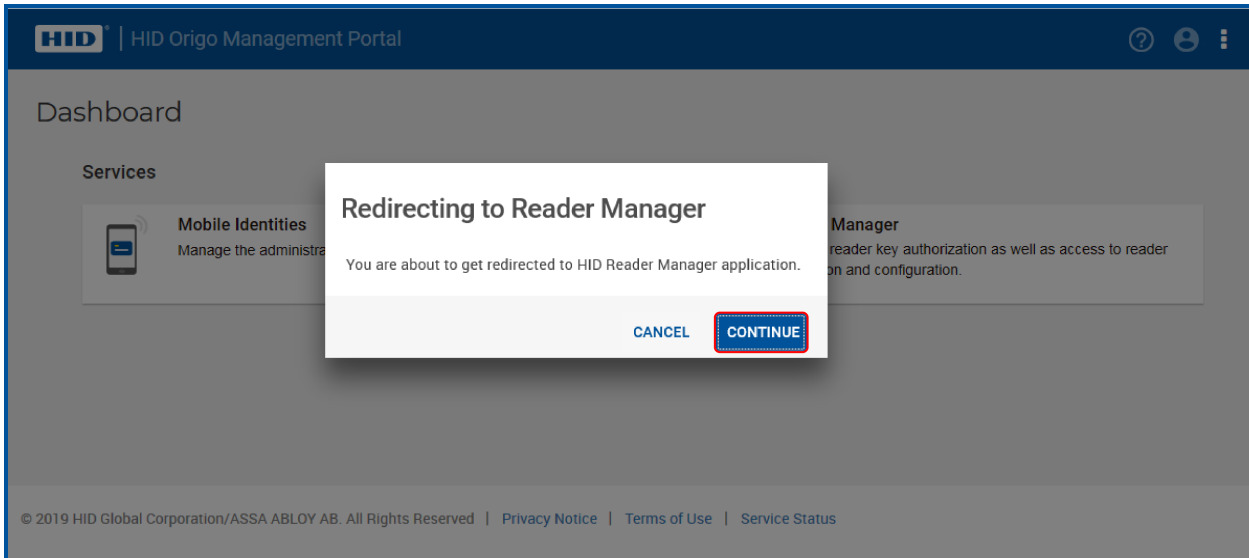 HID | HID Origo Management Portal
Dashboard
Services
Mobile Identities
Manage the administra
Redirecting to Reader Manager
You are about to get redirected to HID Reader Manager application.
CANCEL CONTINUE
Manager
reader key authorization as well as access to reader
on and configuration.
© 2019 HID Global Corporation/ASSA ABLOY AB. All Rights Reserved | Privacy Notice | Terms of Use | Service Status